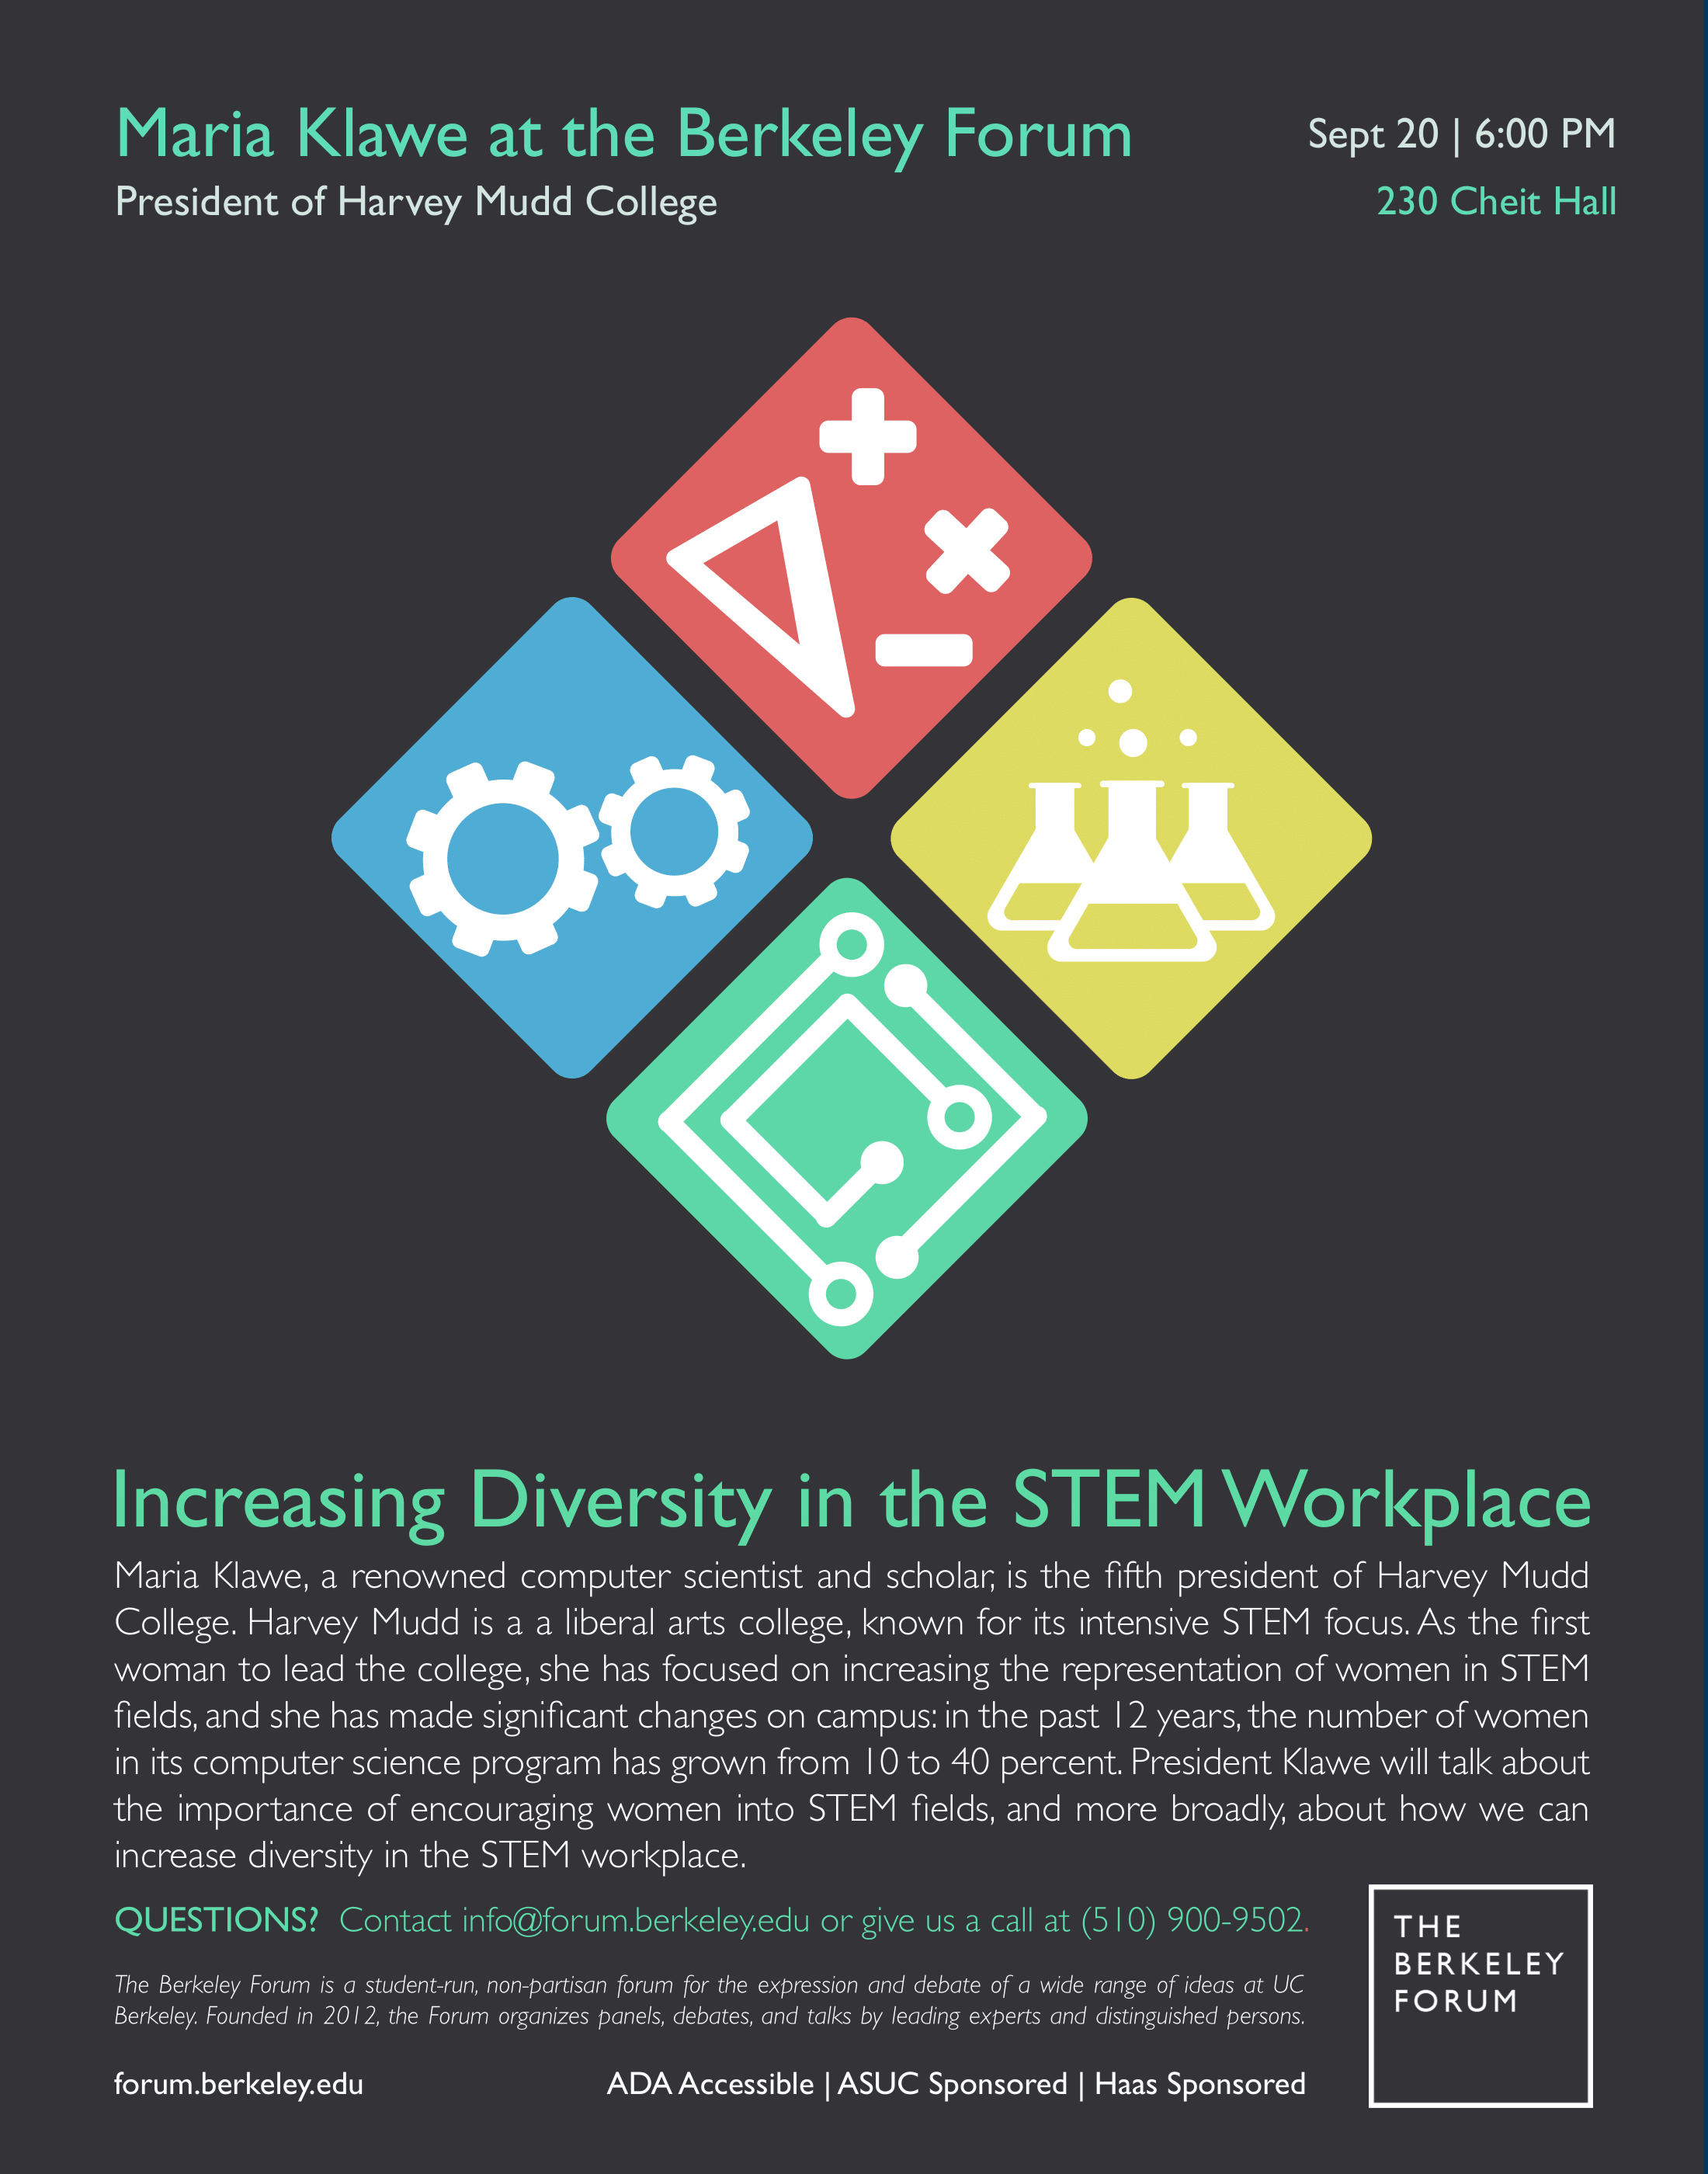 Maria Klawe at the Berkeley Forum
President of Harvey Mudd College
Sept 20 | 6:00 PM
230 Cheit Hall
Increasing Diversity in the STEM Workplace
Maria Klawe, a renowned computer scientist and scholar, is the fifth president of Harvey Mudd
College. Harvey Mudd is a a liberal arts college, known for its intensive STEM focus. As the first
woman to lead the college, she has focused on increasing the representation of women in STEM
fields, and she has made significant changes on campus: in the past 12 years, the number of women
in its computer science program has grown from 10 to 40 percent. President Klawe will talk about
the importance of encouraging women into STEM fields, and more broadly, about how we can
increase diversity in the STEM workplace.
QUESTIONS? Contact info@forum.berkeley.edu or give us a call at (510) 900-9502.
The Berkeley Forum is a student-run, non-partisan forum for the expression and debate of a wide range of ideas at UC
Berkeley. Founded in 2012, the Forum organizes panels, debates, and talks by leading experts and distinguished persons.
forum.berkeley.edu
ADA Accessible | ASUC Sponsored | Haas Sponsored
THE
BERKELEY
FORUM